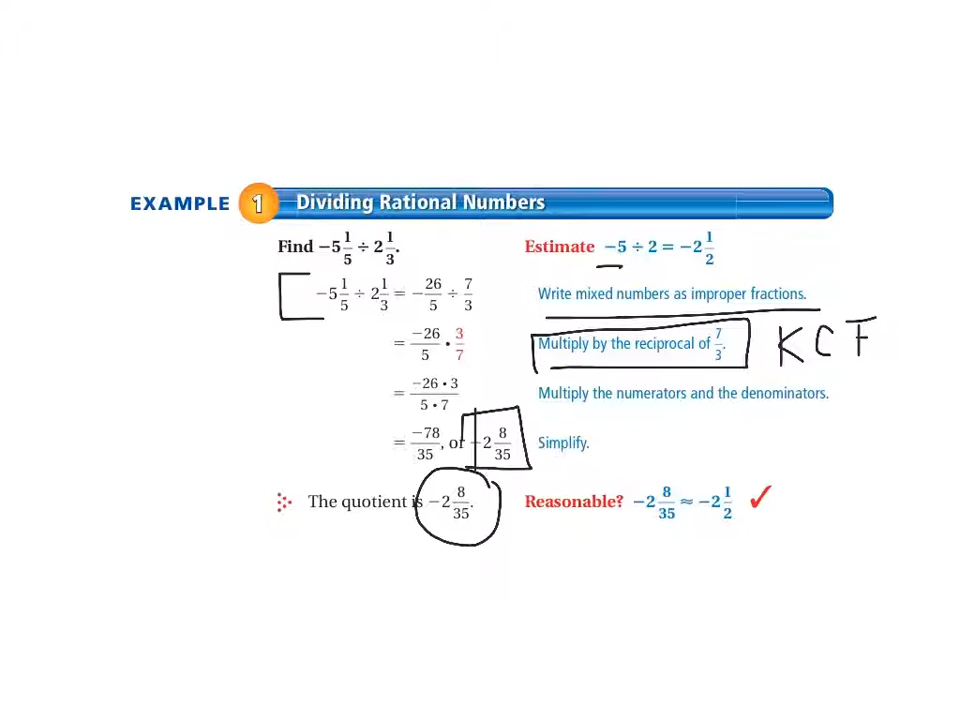 EXAMPLE 1 Dividing Rational Numbers
Find −5 1/5 ÷ 2 1/3. Estimate −5 ÷ 2 = −2 1/2
−5 1/5 ÷ 2 1/3 = −26/5 ÷ 7/3 Write mixed numbers as improper fractions.
= −26/5 • 3/7 Multiply by the reciprocal of 7/3. KCF
= −26 • 3/5 • 7 Multiply the numerators and the denominators.
= −78/35, or −2 8/35 Simplify.
The quotient is −2 8/35. Reasonable? −2 8/35 ≈ −2 1/2 ✓